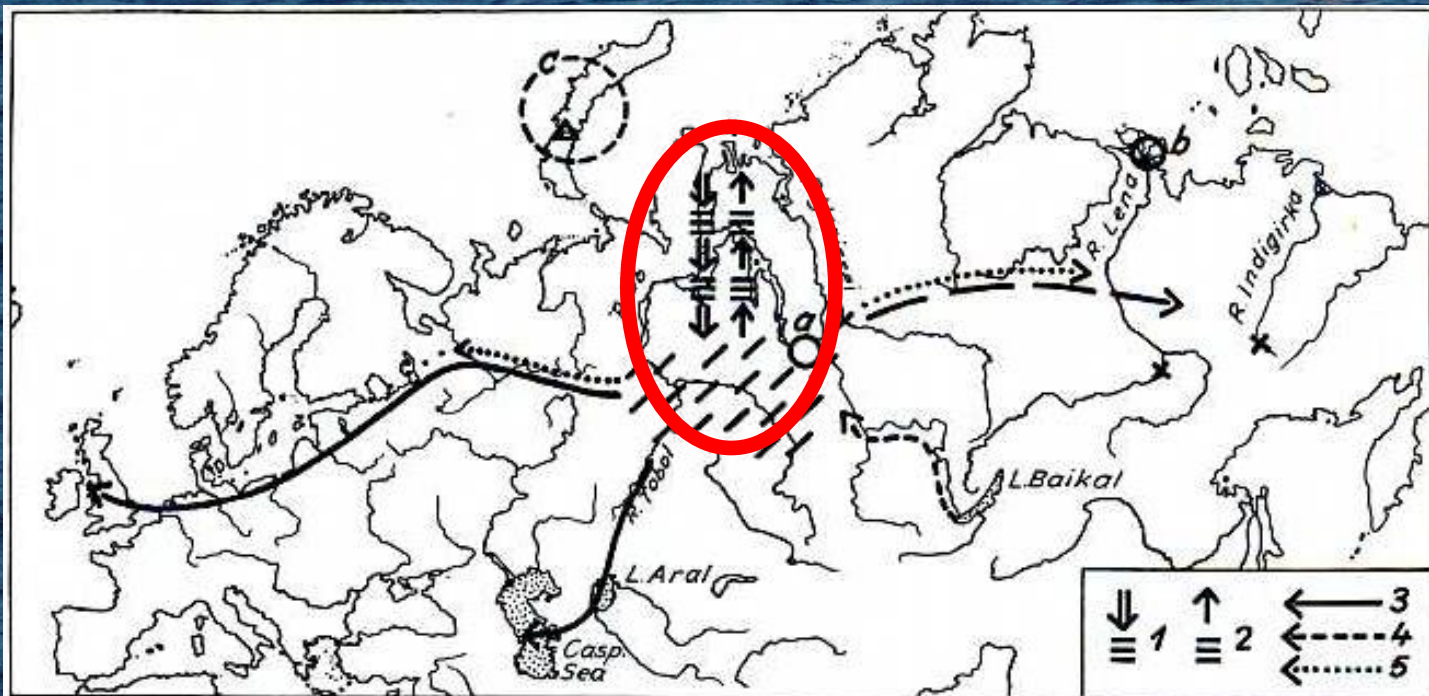 c
b
R. Lena
R. Indigirka
a
R. Tobol
L. Baikal
L. Aral
Casp.
Sea
1 2 3
4
5